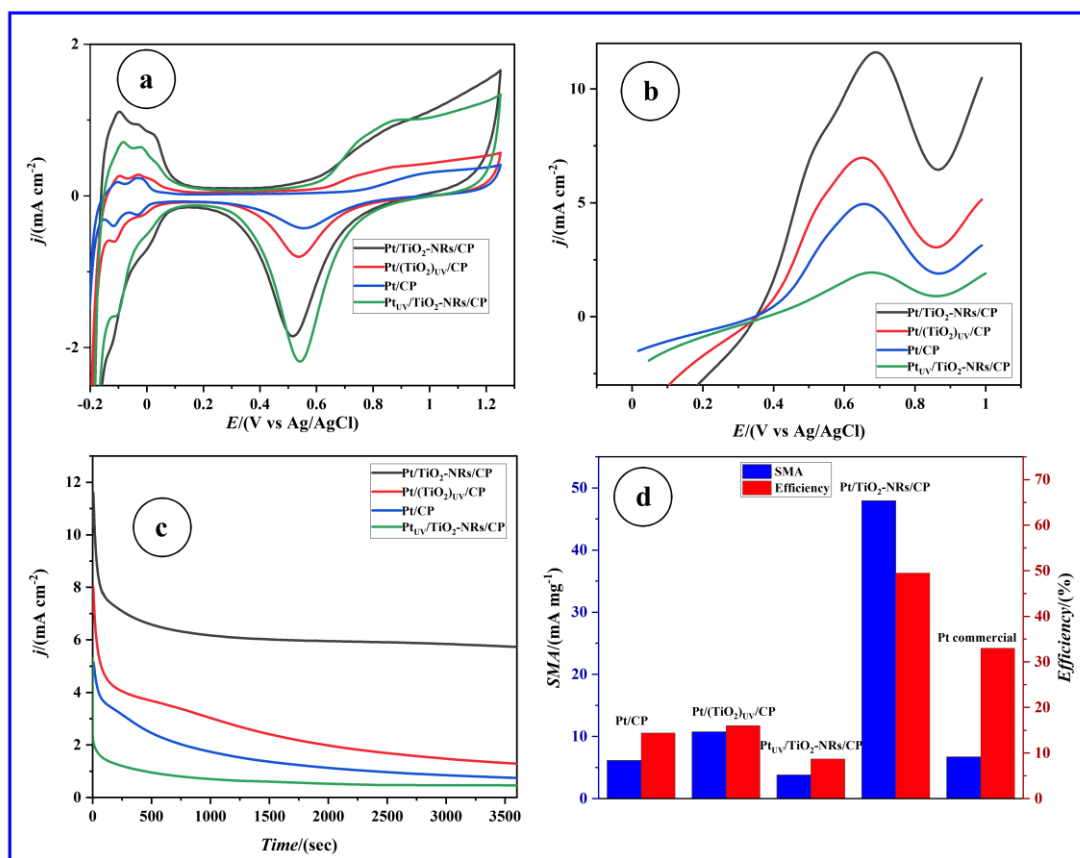 a
2
1
0
-2
-0.2
0
0.2
0.4
0.6
0.8
1.0
1.2
j/(mA cm⁻²)
E/(V vs Ag/AgCl)
Pt/TiO₂-NRs/CP
Pt/(TiO₂)UV/CP
Pt/CP
PtUV/TiO₂-NRs/CP
b
10
5
0
0
0.2
0.4
0.6
0.8
1
j/(mA cm⁻²)
E/(V vs Ag/AgCl)
Pt/TiO₂-NRs/CP
Pt/(TiO₂)UV/CP
Pt/CP
PtUV/TiO₂-NRs/CP
c
12
10
8
6
4
2
0
0
500
1000
1500
2000
2500
3000
3500
j/(mA cm⁻²)
Time/(sec)
Pt/TiO₂-NRs/CP
Pt/(TiO₂)UV/CP
Pt/CP
PtUV/TiO₂-NRs/CP
d
SMA
Efficiency
50
40
30
20
10
0
SMA/(mA mg⁻¹)
70
60
50
40
30
20
10
0
Efficiency/(%)
Pt/CP
Pt/(TiO₂)UV/CP
PtUV/TiO₂-NRs/CP
Pt/TiO₂-NRs/CP
Pt commercial